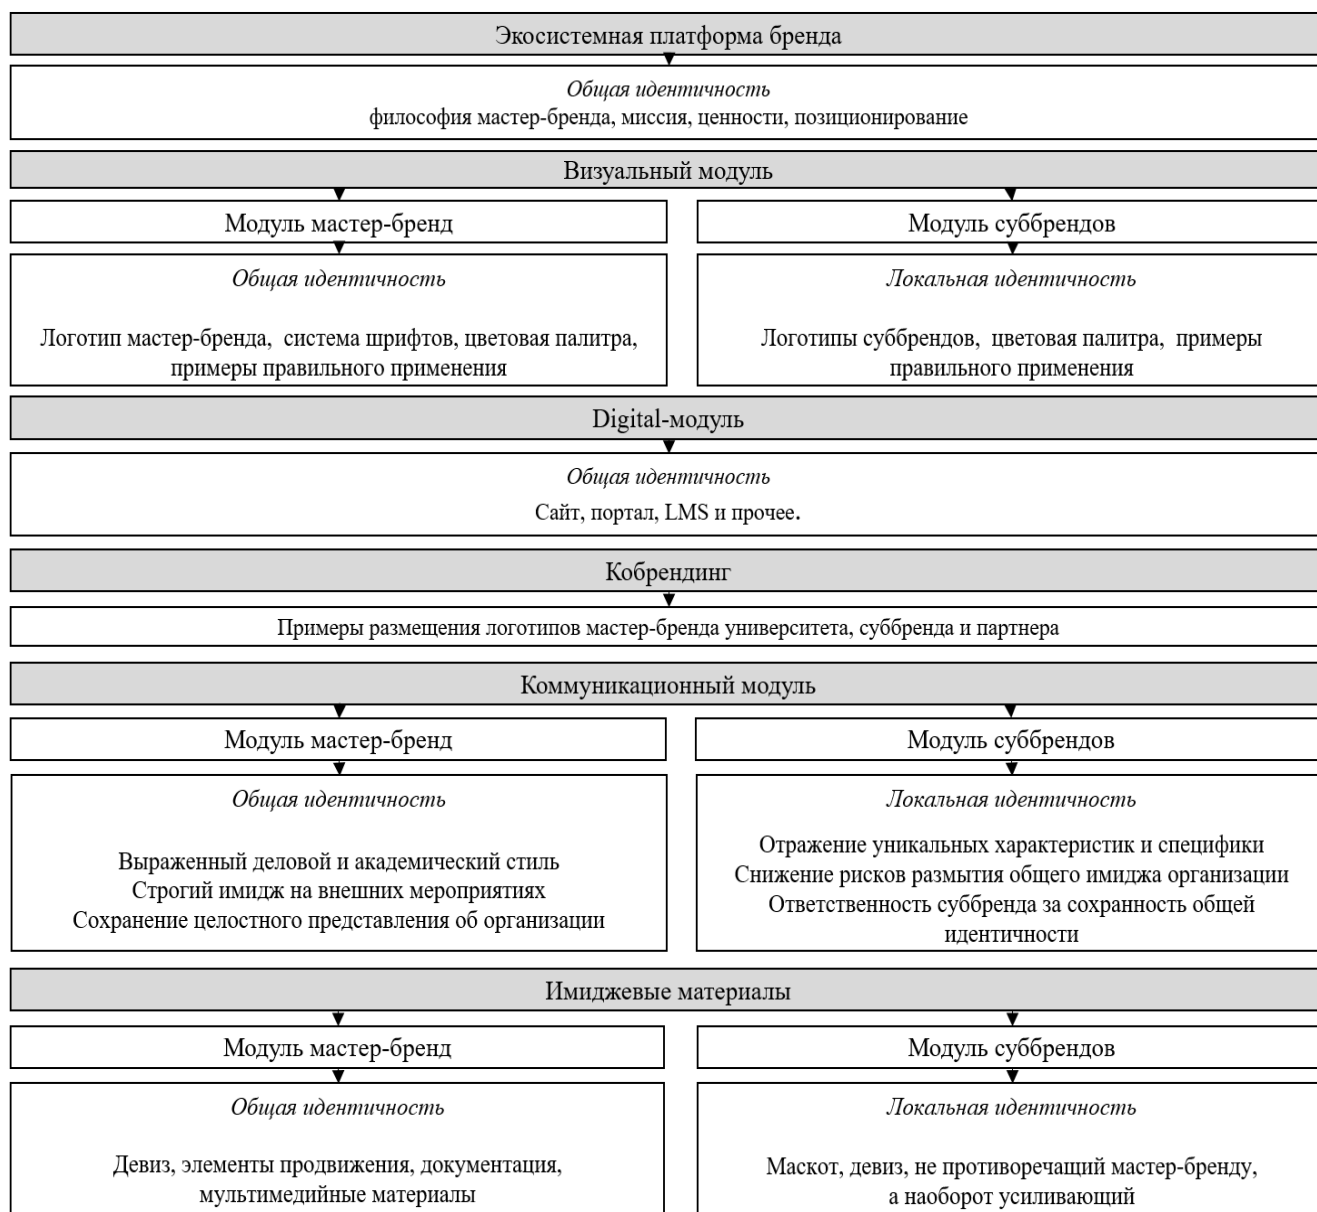 Экосистемная платформа бренда
Общая идентичность
философия мастер-бренда, миссия, ценности, позиционирование
Визуальный модуль
Модуль мастер-бренд
Модуль суббрендов
Общая идентичность
Логотип мастер-бренда, система шрифтов, цветовая палитра,
примеры правильного применения
Локальная идентичность
Логотипы суббрендов, цветовая палитра, примеры
правильного применения
Digital-модуль
Общая идентичность
Сайт, портал, LMS и прочее.
Кобрендинг
Примеры размещения логотипов мастер-бренда университета, суббренда и партнера
Коммуникационный модуль
Модуль мастер-бренд
Модуль суббрендов
Общая идентичность
Выраженный деловой и академический стиль
Строгий имидж на внешних мероприятиях
Сохранение целостного представления об организации
Локальная идентичность
Отражение уникальных характеристик и специфики
Снижение рисков размытия общего имиджа организации
Ответственность суббренда за сохранность общей
идентичности
Имиджевые материалы
Модуль мастер-бренд
Модуль суббрендов
Общая идентичность
Девиз, элементы продвижения, документация,
мультимедийные материалы
Локальная идентичность
Маскот, девиз, не противоречащий мастер-бренду,
а наоборот усиливающий